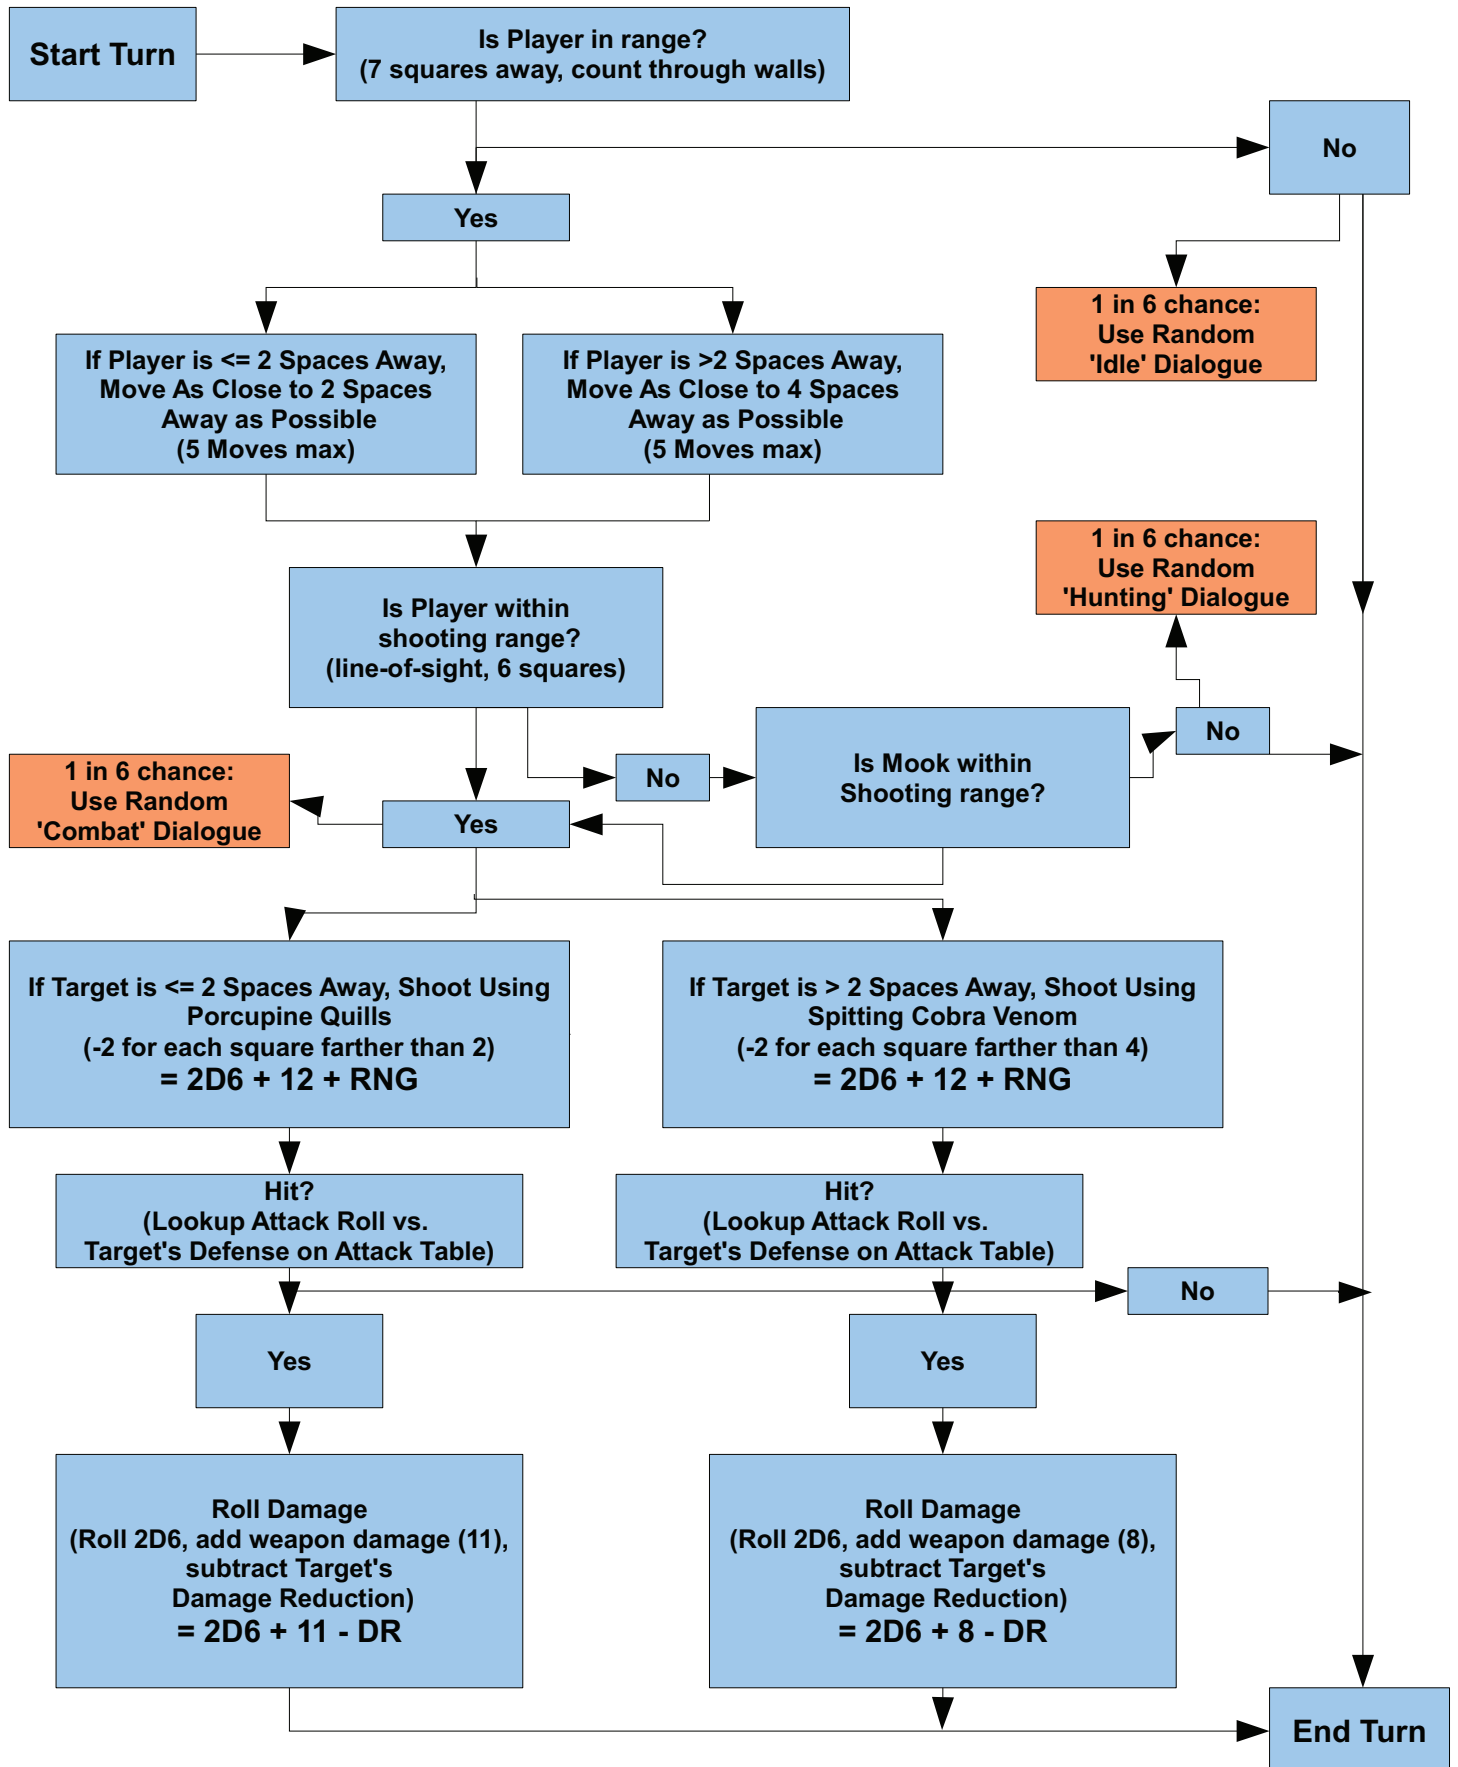 Start Turn
Is Player in range?
(7 squares away, count through walls)
No
Yes
1 in 6 chance:
Use Random
'Idle' Dialogue
If Player is <= 2 Spaces Away,
Move As Close to 2 Spaces
Away as Possible
(5 Moves max)
If Player is >2 Spaces Away,
Move As Close to 4 Spaces
Away as Possible
(5 Moves max)
1 in 6 chance:
Use Random
'Hunting' Dialogue
Is Player within
shooting range?
(line-of-sight, 6 squares)
No
Is Mook within
Shooting range?
No
1 in 6 chance:
Use Random
'Combat' Dialogue
Yes
If Target is <= 2 Spaces Away, Shoot Using
Porcupine Quills
(-2 for each square farther than 2)
= 2D6 + 12 + RNG
If Target is > 2 Spaces Away, Shoot Using
Spitting Cobra Venom
(-2 for each square farther than 4)
= 2D6 + 12 + RNG
Hit?
(Lookup Attack Roll vs.
Target's Defense on Attack Table)
Hit?
(Lookup Attack Roll vs.
Target's Defense on Attack Table)
No
Yes
Yes
Roll Damage
(Roll 2D6, add weapon damage (11),
subtract Target's
Damage Reduction)
= 2D6 + 11 - DR
Roll Damage
(Roll 2D6, add weapon damage (8),
subtract Target's
Damage Reduction)
= 2D6 + 8 - DR
End Turn